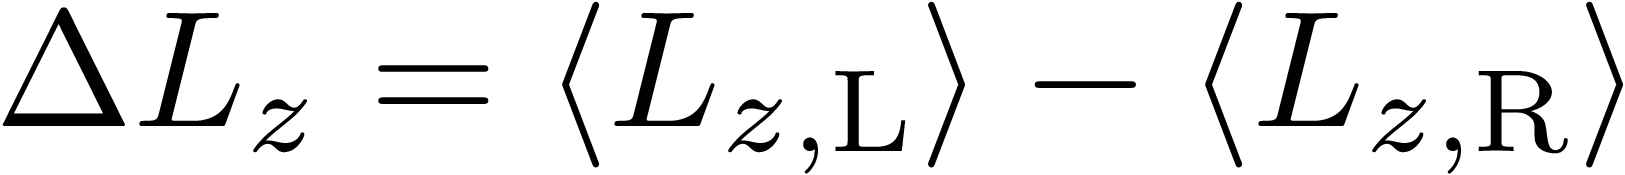 ΔL_z = ⟨L_{z,L}⟩ − ⟨L_{z,R}⟩